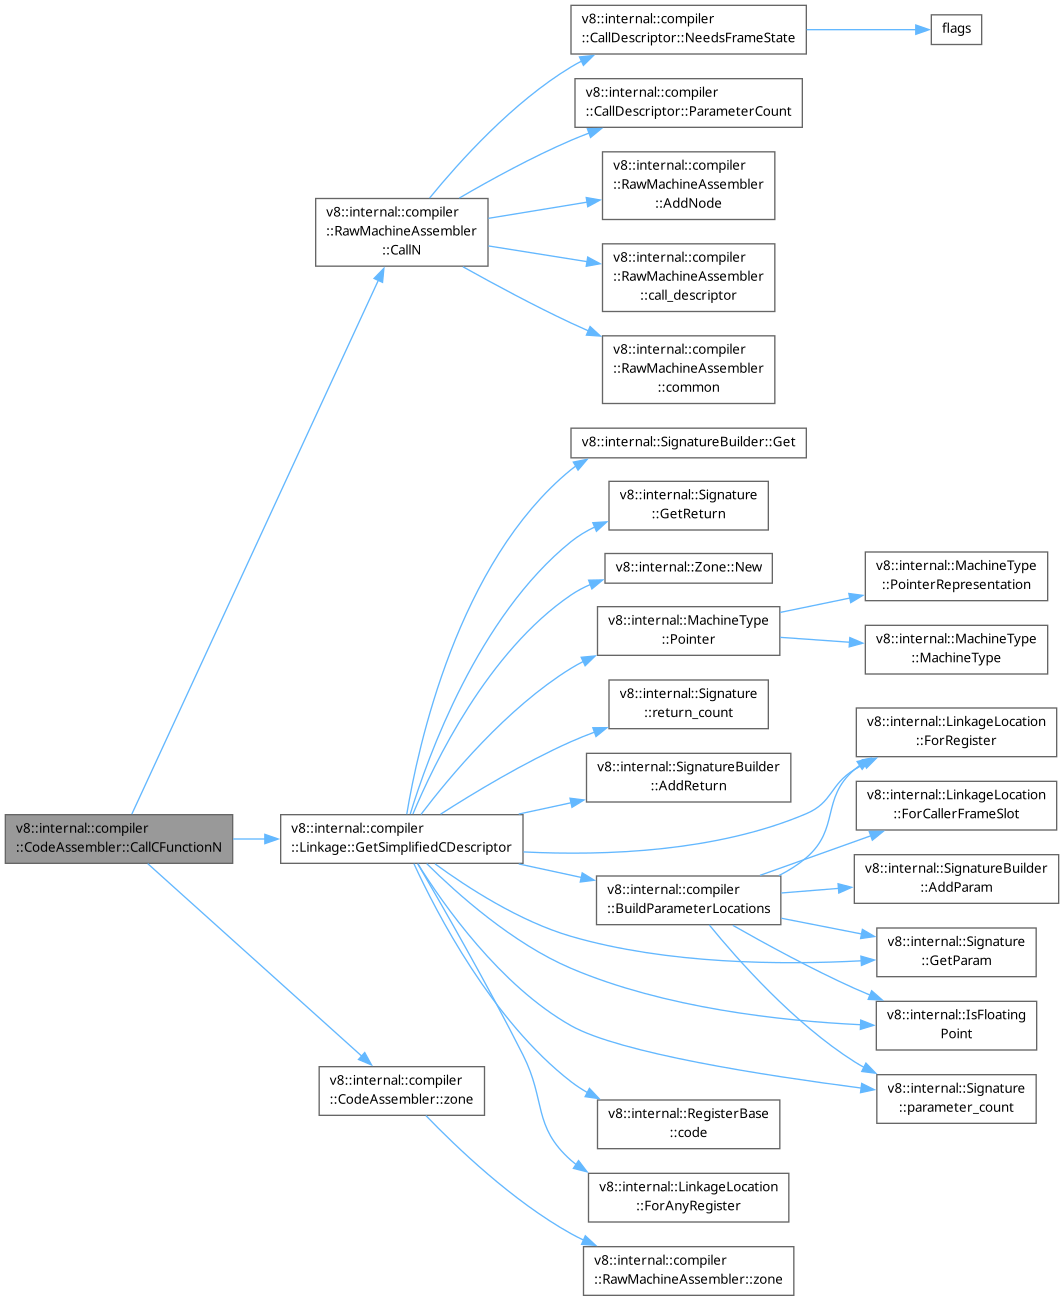 v8::internal::compiler
::CallDescriptor::NeedsFrameState
flags
v8::internal::compiler
::CallDescriptor::ParameterCount
v8::internal::compiler
::RawMachineAssembler
::AddNode
v8::internal::compiler
::RawMachineAssembler
::CallN
v8::internal::compiler
::RawMachineAssembler
::call_descriptor
v8::internal::compiler
::RawMachineAssembler
::common
v8::internal::SignatureBuilder::Get
v8::internal::Signature
::GetReturn
v8::internal::Zone::New
v8::internal::MachineType
::PointerRepresentation
v8::internal::MachineType
::Pointer
v8::internal::MachineType
::MachineType
v8::internal::Signature
::return_count
v8::internal::LinkageLocation
::ForRegister
v8::internal::SignatureBuilder
::AddReturn
v8::internal::LinkageLocation
::ForCallerFrameSlot
v8::internal::compiler
::CodeAssembler::CallCFunctionN
v8::internal::compiler
::Linkage::GetSimplifiedCDescriptor
v8::internal::SignatureBuilder
::AddParam
v8::internal::compiler
::BuildParameterLocations
v8::internal::Signature
::GetParam
v8::internal::IsFloating
Point
v8::internal::Signature
::parameter_count
v8::internal::compiler
::CodeAssembler::zone
v8::internal::RegisterBase
::code
v8::internal::LinkageLocation
::ForAnyRegister
v8::internal::compiler
::RawMachineAssembler::zone